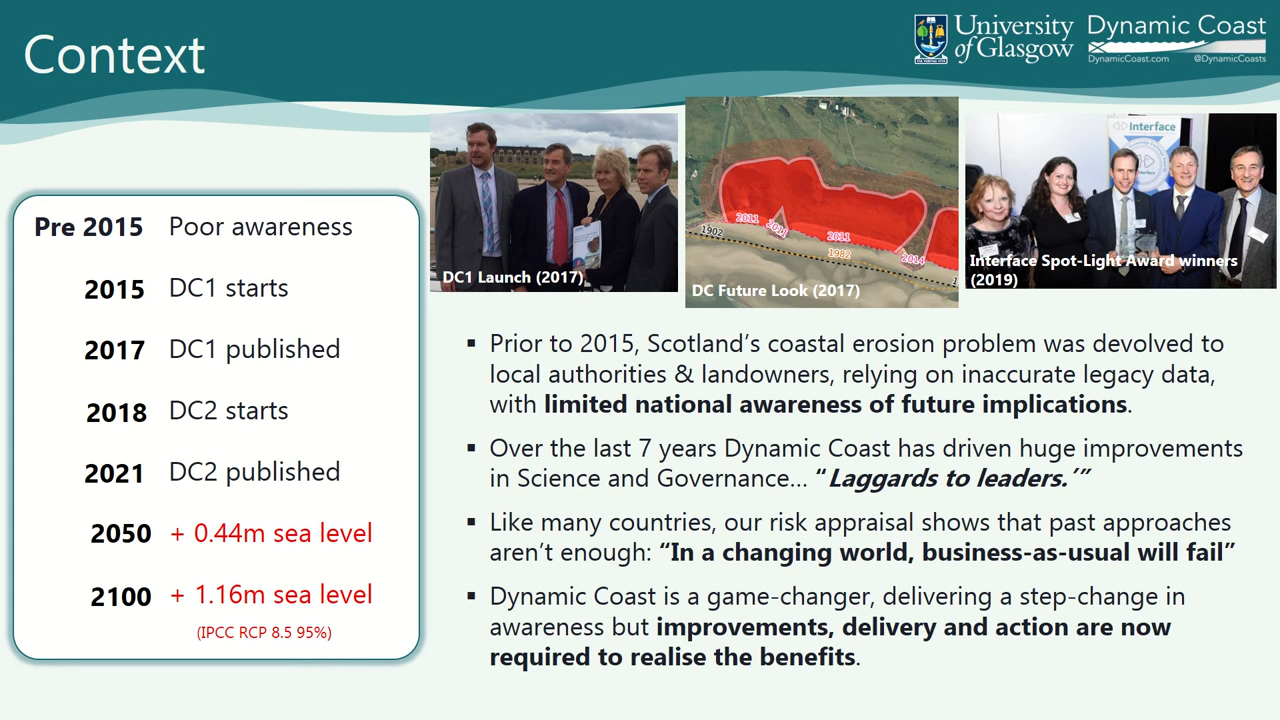 Context
University
of Glasgow
Dynamic Coast
DynamicCoast.com @DynamicCoasts
Pre 2015 Poor awareness
2015 DC1 starts
2017 DC1 published
2018 DC2 starts
2021 DC2 published
2050 + 0.44m sea level
2100 + 1.16m sea level
(IPCC RCP 8.5 95%)
DC1 Launch (2017)
1902
2011
2011
2011
1982
2014
DC Future Look (2017)
Interface
interface
Interface Spot-Light Award winners
(2019)
▪ Prior to 2015, Scotland’s coastal erosion problem was devolved to
local authorities & landowners, relying on inaccurate legacy data,
with limited national awareness of future implications.
▪ Over the last 7 years Dynamic Coast has driven huge improvements
in Science and Governance… “Laggards to leaders.’”
▪ Like many countries, our risk appraisal shows that past approaches
aren’t enough: “In a changing world, business-as-usual will fail”
▪ Dynamic Coast is a game-changer, delivering a step-change in
awareness but improvements, delivery and action are now
required to realise the benefits.